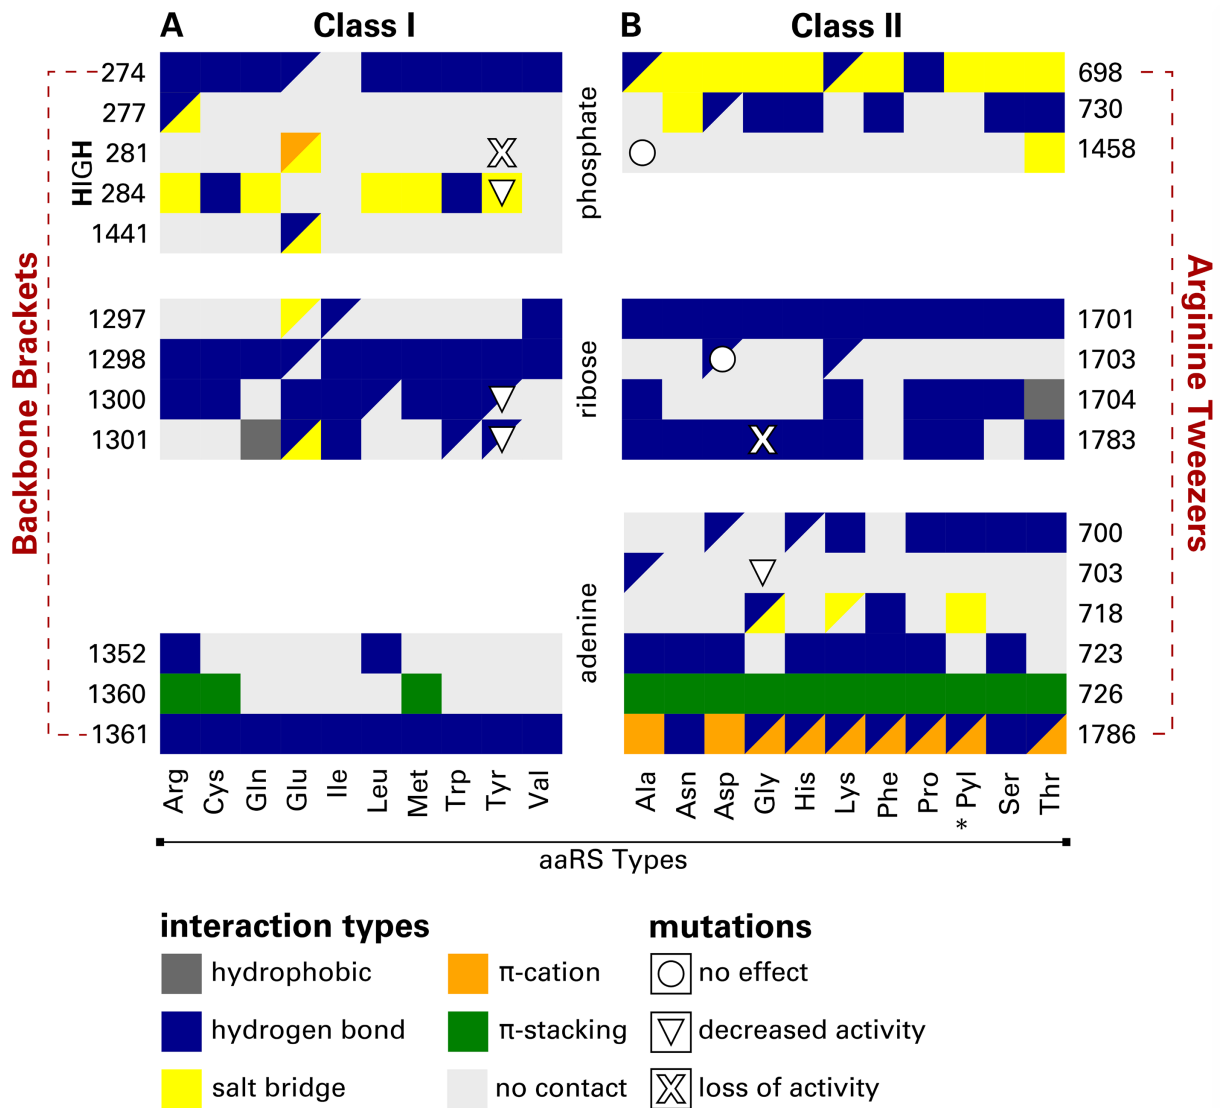 A Class I
B Class II
Backbone Brackets
HIGH
274
277
281
284
1441
phosphate
698
730
1458
1297
1298
1300
1301
ribose
1701
1703
1704
1783
Arginine Tweezers
1352
1360
1361
adenine
700
703
718
723
726
1786
Arg
Cys
Gln
Glu
Ile
Leu
Met
Trp
Tyr
Val
Ala
Asn
Asp
Gly
His
Lys
Phe
Pro
* Pyl
Ser
Thr
aaRS Types
interaction types
hydrophobic
hydrogen bond
salt bridge
π-cation
π-stacking
no contact
mutations
no effect
decreased activity
loss of activity